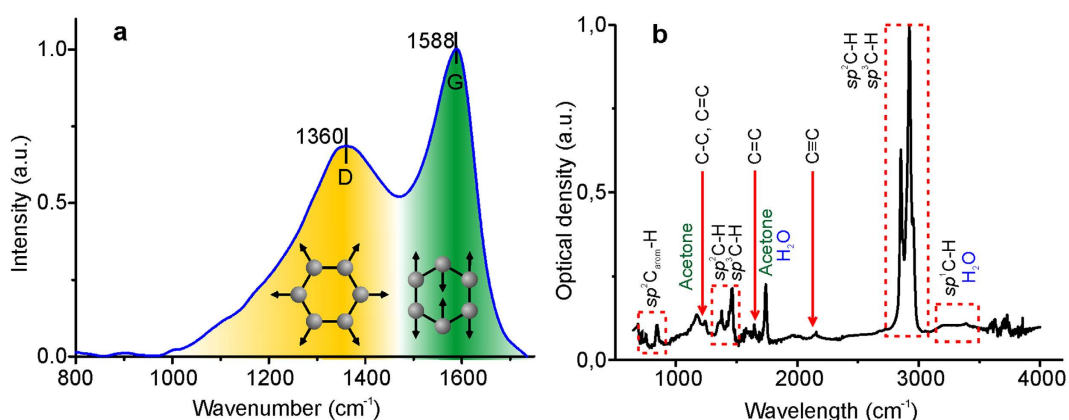 a
1588
G
1360
D
1.0
0.5
0.0
Intensity (a.u.)
800
1000
1200
1400
1600
Wavenumber (cm⁻¹)
b
1,0
0,5
0,0
Optical density (a.u.)
sp²C_arom-H
Acetone
C-C, C=C
sp²C-H
sp³C-H
C=C
Acetone
H₂O
C≡C
sp²C-H
sp³C-H
sp¹C-H
H₂O
1000
2000
3000
4000
Wavelength (cm⁻¹)